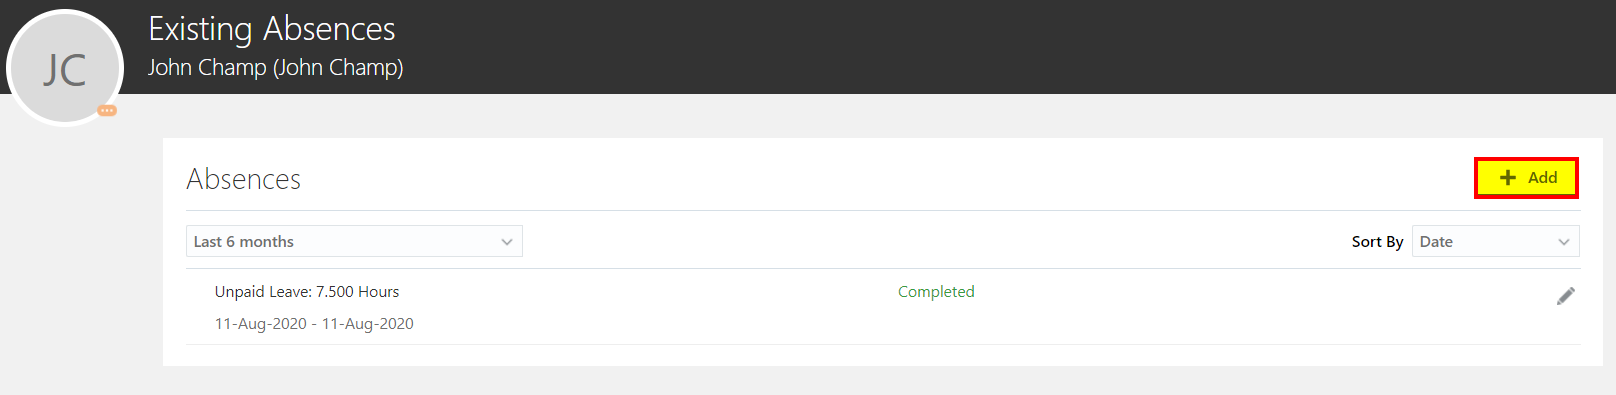 JC
Existing Absences
John Champ (John Champ)
Absences
Add
Last 6 months
Sort By
Date
Unpaid Leave: 7.500 Hours
Completed
11-Aug-2020 - 11-Aug-2020